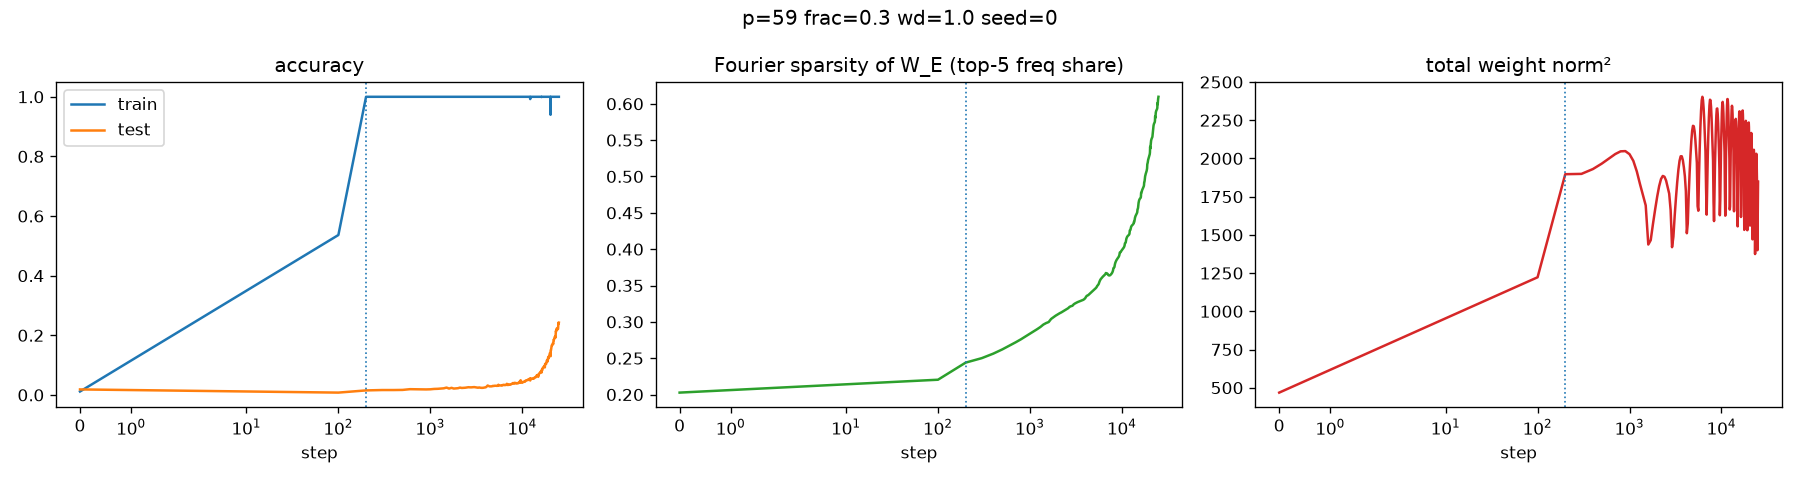 p=59 frac=0.3 wd=1.0 seed=0
accuracy
train
test
1.0
0.8
0.6
0.4
0.2
0.0
0 10⁰ 10¹ 10² 10³ 10⁴
step
Fourier sparsity of W_E (top-5 freq share)
0.60
0.55
0.50
0.45
0.40
0.35
0.30
0.25
0.20
0 10⁰ 10¹ 10² 10³ 10⁴
step
total weight norm²
2500
2250
2000
1750
1500
1250
1000
750
500
0 10⁰ 10¹ 10² 10³ 10⁴
step